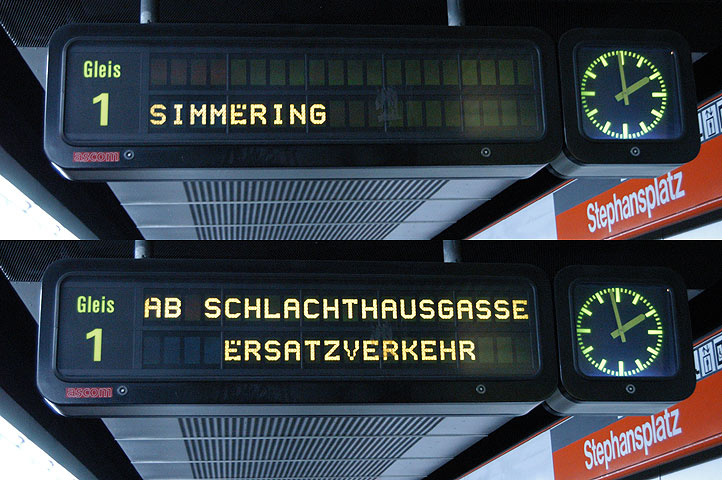 Gleis
1
SIMMERING
ascom
Stephansplatz
Gleis
1
AB SCHLACHTHAUSGASSE
ERSATZVERKEHR
ascom
Stephansplatz